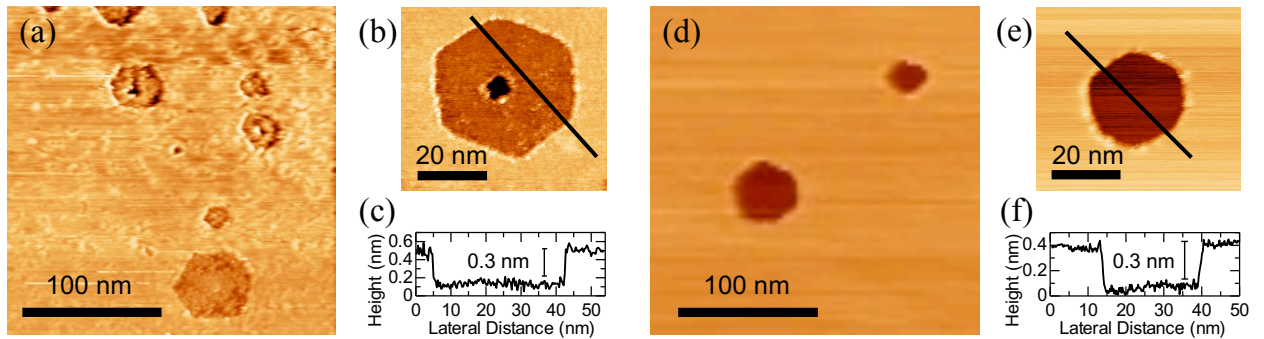 (a)
100 nm
(b)
20 nm
(c)
0.6
0.4
0.2
0
0.3 nm
0 10 20 30 40 50
Height (nm)
Lateral Distance (nm)
(d)
100 nm
(e)
20 nm
(f)
0.4
0.2
0
0.3 nm
0 10 20 30 40 50
Height (nm)
Lateral Distance (nm)